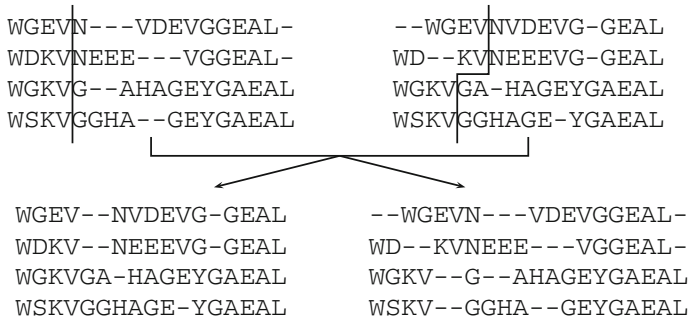 WGEVN---VDEVGGEAL-
WDKVNEEE---VGGEAL-
WGKVG--AHAGEYGAEAL
WSKVGGHA--GEYGAEAL
--WGEVNVDEVG-GEAL
WD--KVNEEEVG-GEAL
WGKVGA-HAGEYGAEAL
WSKVGGHAGE-YGAEAL
WGEV--NVDEVG-GEAL
WDKV--NEEEVG-GEAL
WGKVGA-HAGEYGAEAL
WSKVGGHAGE-YGAEAL
--WGEVN---VDEVGGEAL-
WD--KVNEEE---VGGEAL-
WGKV--G--AHAGEYGAEAL
WSKV--GGHA--GEYGAEAL